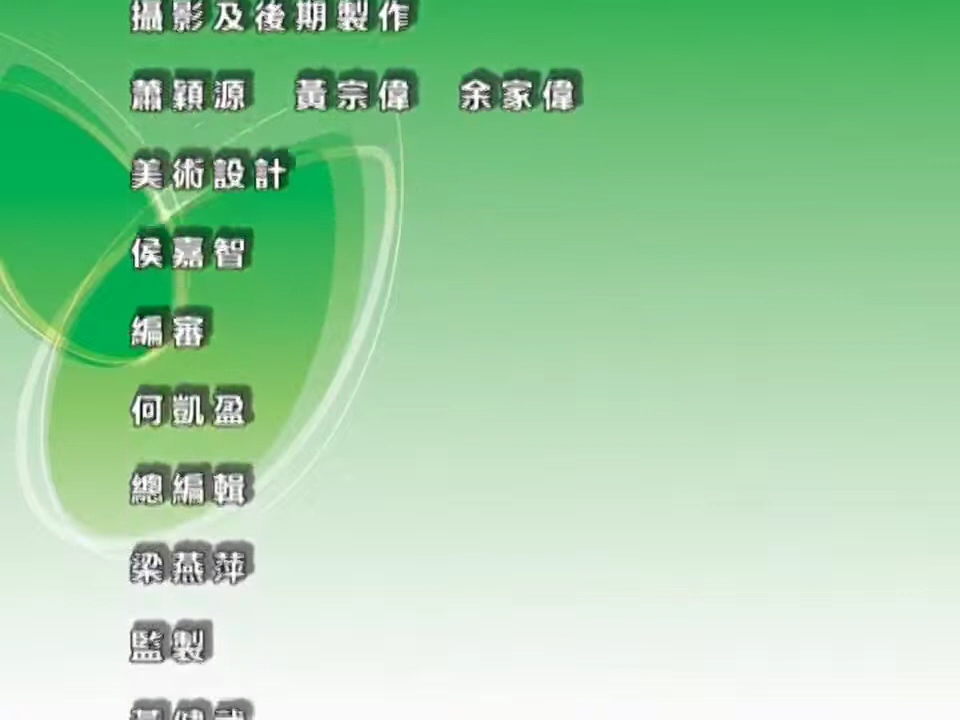 攝影及後期製作
蕭穎源 黃宗偉 余家偉
美術設計
侯嘉智
編審
何凱盈
總編輯
梁燕萍
監製